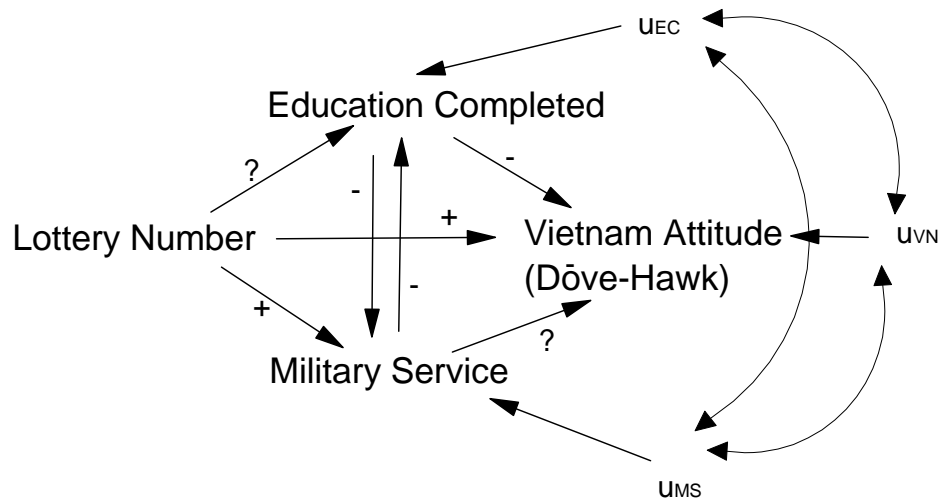 uEC
Education Completed
?
-
-
+
Lottery Number
Vietnam Attitude
uVN
(Dōve-Hawk)
-
+
?
Military Service
uMS